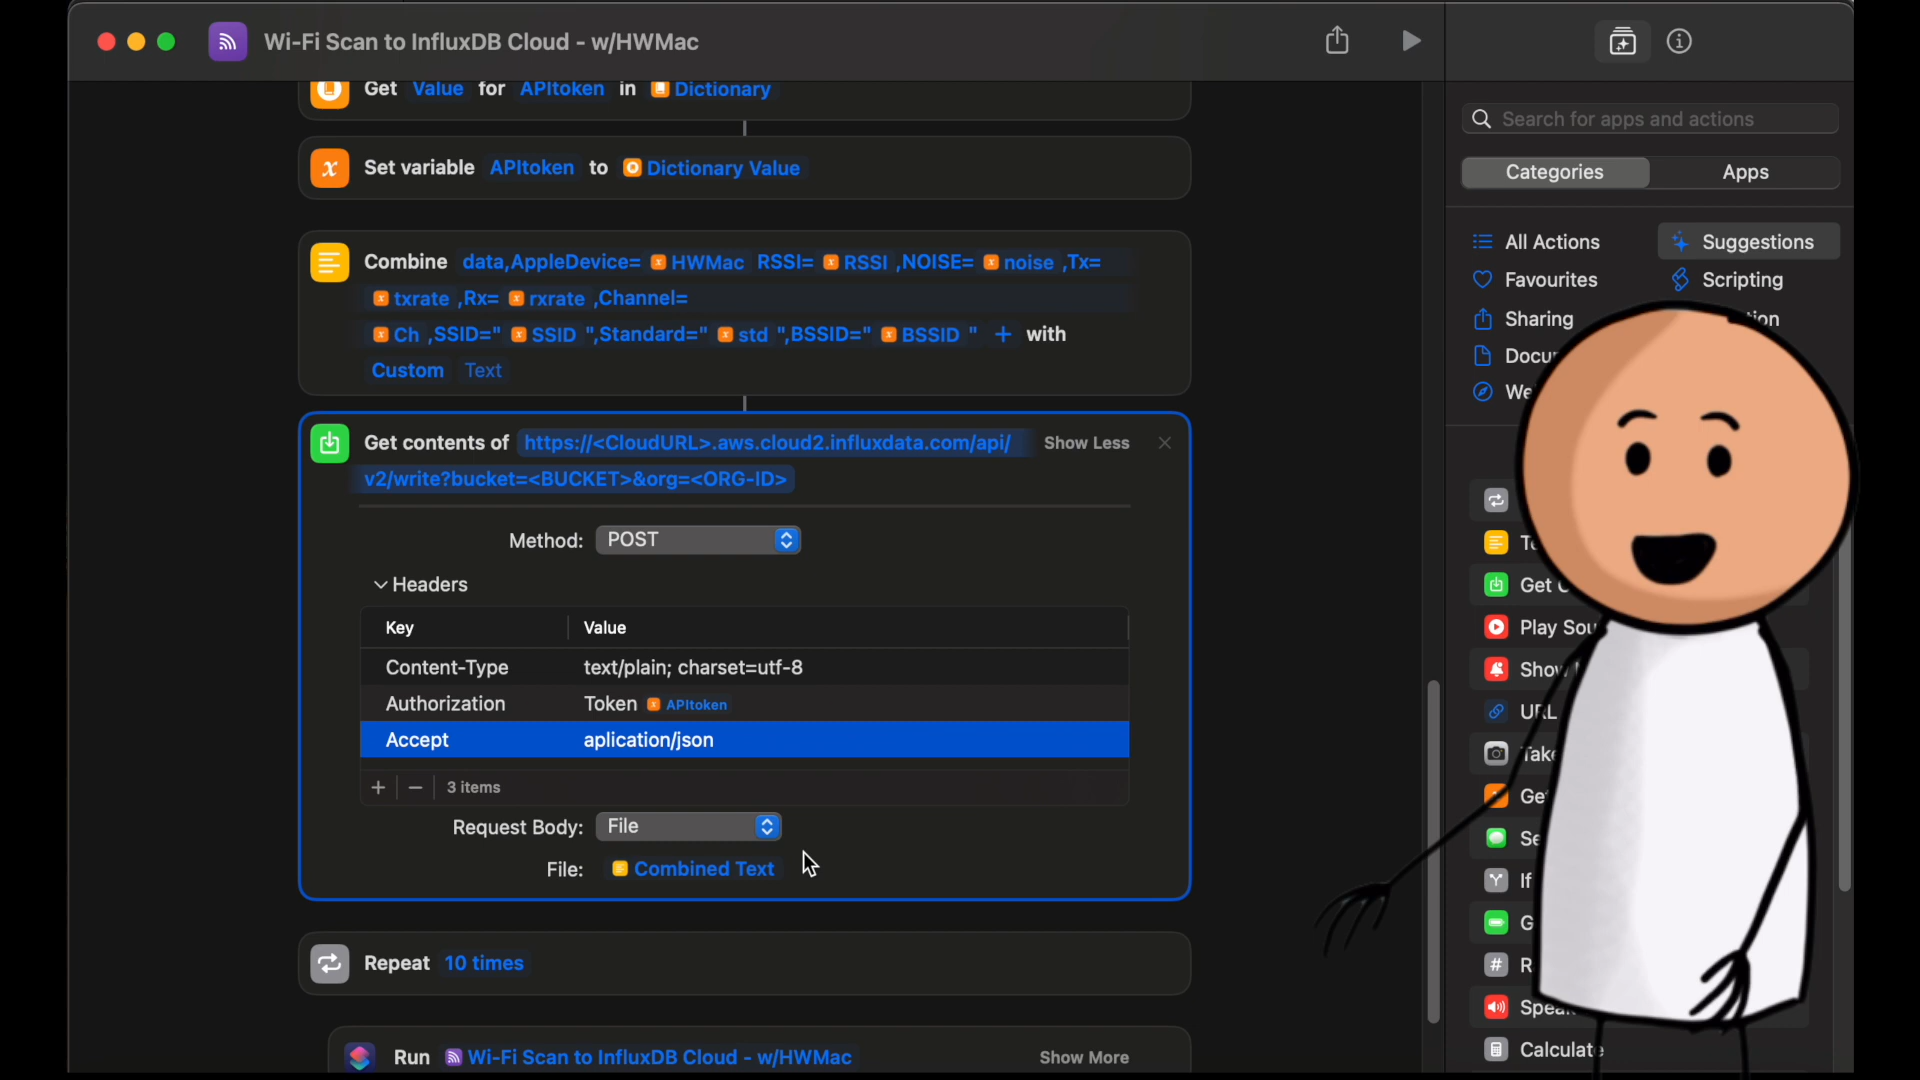 Wi-Fi Scan to InfluxDB Cloud - w/HWMac
Get Value for APItoken in Dictionary
Set variable APItoken to Dictionary Value
Combine data,AppleDevice= HWMac RSSI= RSSI ,NOISE= noise ,Tx=
txrate ,Rx= rxrate ,Channel=
Ch ,SSID=" SSID ",Standard=" std ",BSSID=" BSSID " + with
Custom Text
Get contents of https://<CloudURL>.aws.cloud2.influxdata.com/api/ Show Less
v2/write?bucket=<BUCKET>&org=<ORG-ID>
Method: POST
Headers
Key Value
Content-Type text/plain; charset=utf-8
Authorization Token APItoken
Accept aplication/json
+ − 3 items
Request Body: File
File: Combined Text
Repeat 10 times
Run Wi-Fi Scan to InfluxDB Cloud - w/HWMac Show More
Search for apps and actions
Categories Apps
All Actions Suggestions
Favourites Scripting
Sharing
Play Sou
Show
URL
Take
If
Calculate